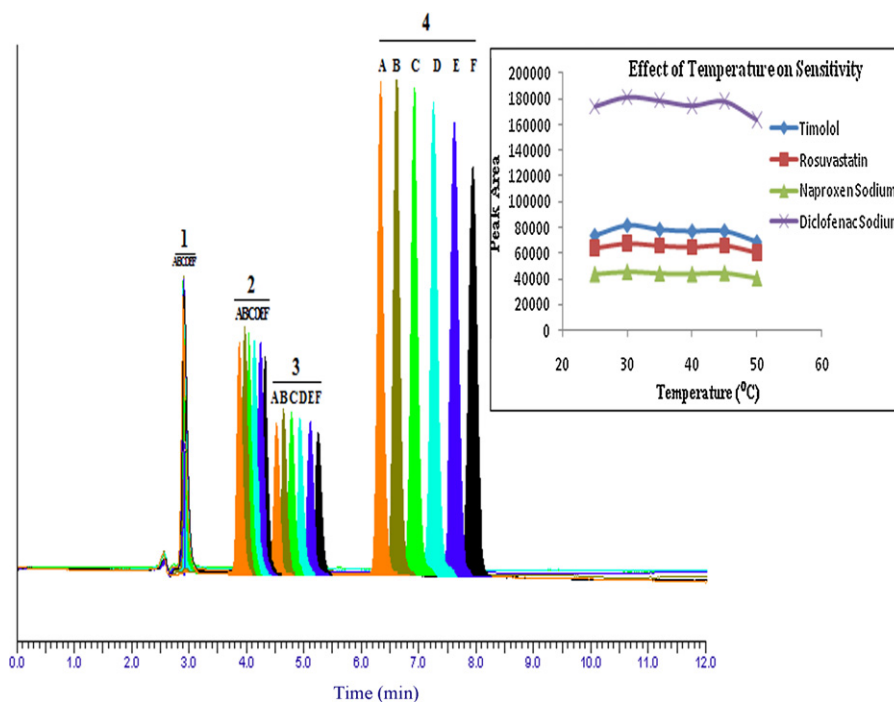 4
A B C D E F
1
ABCDEF
2
ABCDEF
3
ABCDEF
0.0 1.0 2.0 3.0 4.0 5.0 6.0 7.0 8.0 9.0 10.0 11.0 12.0
Time (min)
Effect of Temperature on Sensitivity
200000
180000
160000
140000
120000
100000
80000
60000
40000
20000
0
Peak Area
20 30 40 50 60
Temperature (⁰C)
Timolol
Rosuvastatin
Naproxen Sodium
Diclofenac Sodium